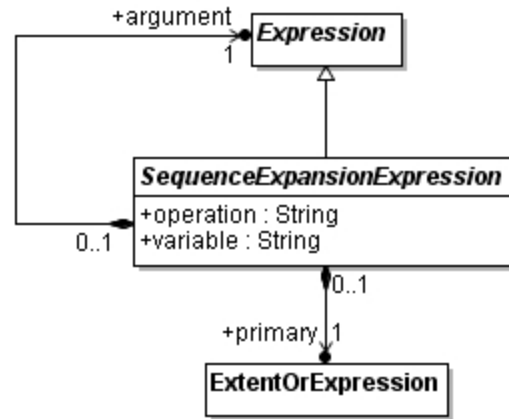 +argument
Expression
1
SequenceExpansionExpression
+operation : String
+variable : String
0..1
0..1
+primary 1
ExtentOrExpression